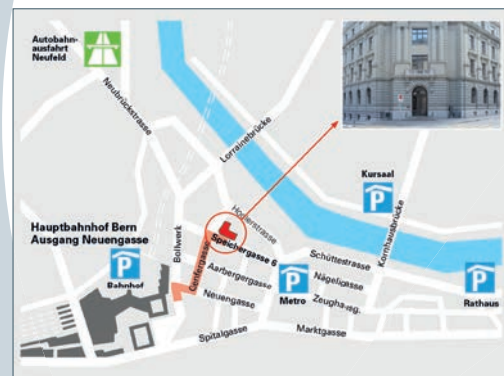 Autobahn-
ausfahrt
Neufeld
Neubrückstrasse
Lorrainebrücke
Kursaal
P
Kornhausbrücke
Hauptbahnhof Bern
Ausgang Neuengasse
P
Bahnhof
Bollwerk
Genfergasse
Hodlerstrasse
Speichergasse 6
Schüttestrasse
Aarbergergasse
P
Metro
Nägeligasse
Zeughausg.
P
Rathaus
Neuengasse
Spitalgasse
Marktgasse